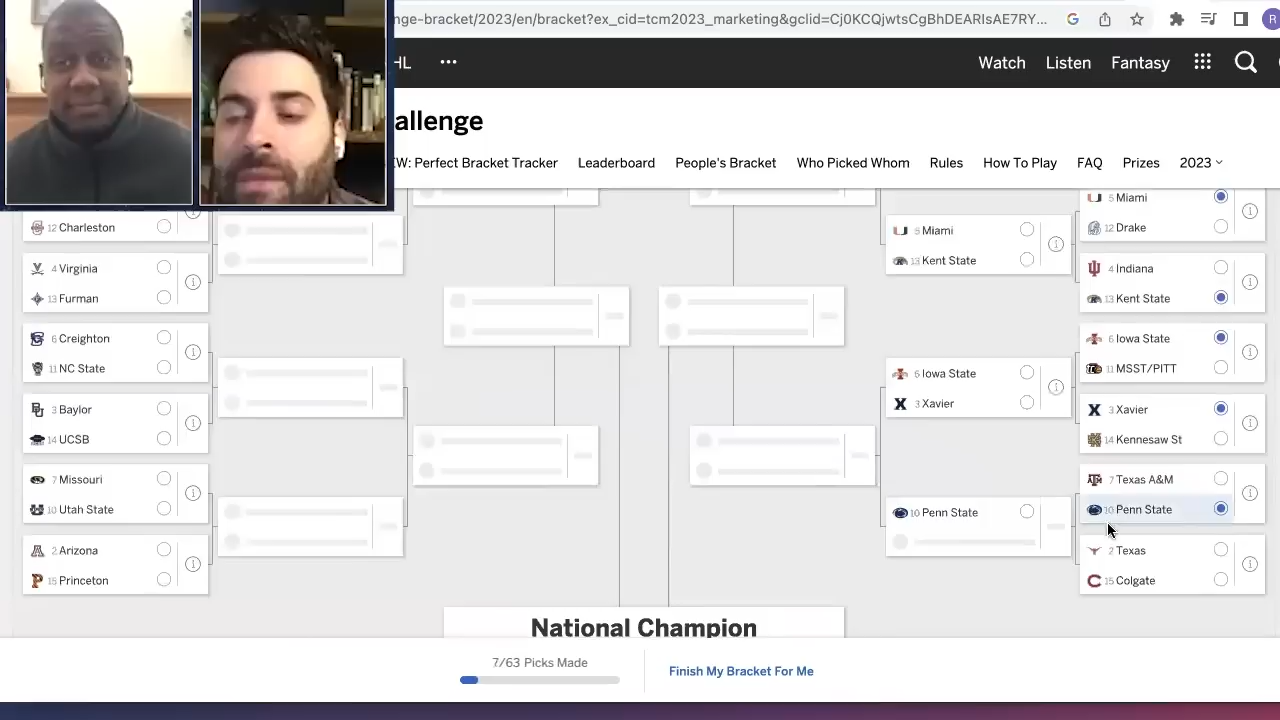 nge-bracket/2023/en/bracket?ex_cid=tcm2023_marketing&gclid=Cj0KCQjwtsCgBhDEARIsAE7RY...
R
HL
Watch
Listen
Fantasy
allenge
EW: Perfect Bracket Tracker
Leaderboard
People's Bracket
Who Picked Whom
Rules
How To Play
FAQ
Prizes
2023
12 Charleston
4 Virginia
13 Furman
6 Creighton
11 NC State
3 Baylor
14 UCSB
7 Missouri
10 Utah State
2 Arizona
15 Princeton
5 Miami
13 Kent State
6 Iowa State
3 Xavier
10 Penn State
5 Miami
12 Drake
4 Indiana
13 Kent State
6 Iowa State
11 MSST/PITT
3 Xavier
14 Kennesaw St
7 Texas A&M
10 Penn State
2 Texas
15 Colgate
National Champion
7/63 Picks Made
Finish My Bracket For Me